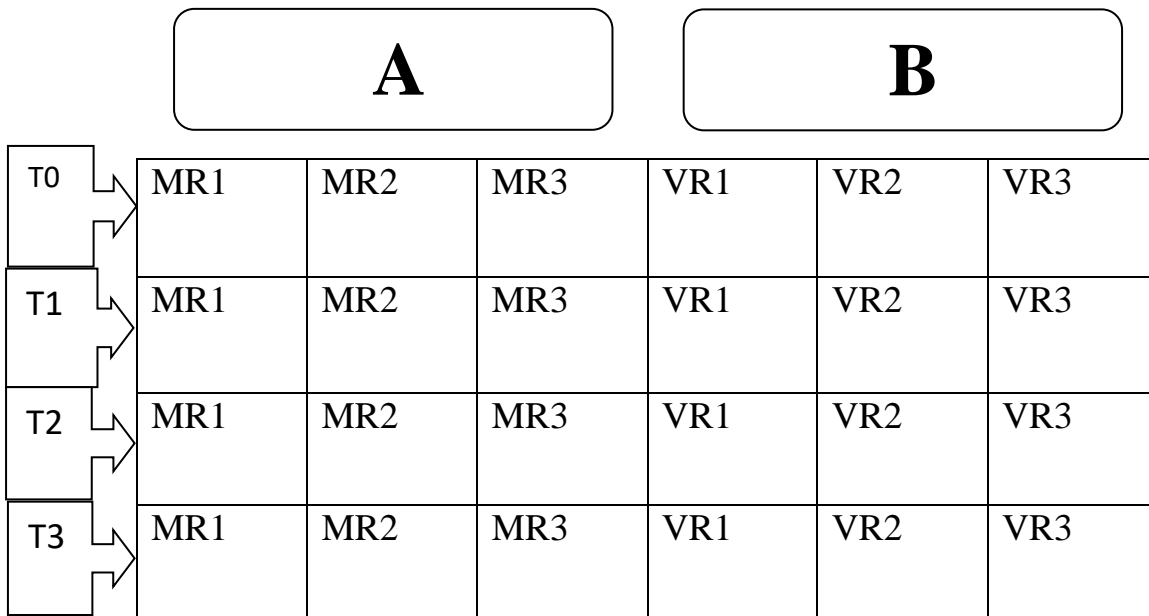 A B
T0 MR1 MR2 MR3 VR1 VR2 VR3
T1 MR1 MR2 MR3 VR1 VR2 VR3
T2 MR1 MR2 MR3 VR1 VR2 VR3
T3 MR1 MR2 MR3 VR1 VR2 VR3